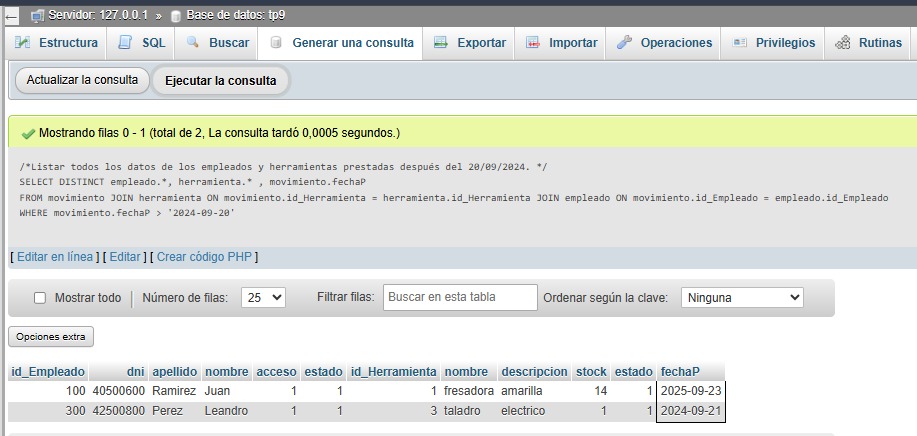 ← Servidor: 127.0.0.1 » Base de datos: tp9
Estructura SQL Buscar Generar una consulta Exportar Importar Operaciones Privilegios Rutinas
Actualizar la consulta Ejecutar la consulta
Mostrando filas 0 - 1 (total de 2, La consulta tardó 0,0005 segundos.)
/*Listar todos los datos de los empleados y herramientas prestadas después del 20/09/2024. */
SELECT DISTINCT empleado.*, herramienta.* , movimiento.fechaP
FROM movimiento JOIN herramienta ON movimiento.id_Herramienta = herramienta.id_Herramienta JOIN empleado ON movimiento.id_Empleado = empleado.id_Empleado
WHERE movimiento.fechaP > '2024-09-20'
[ Editar en línea ] [ Editar ] [ Crear código PHP ]
Mostrar todo | Número de filas: 25 Filtrar filas: Buscar en esta tabla Ordenar según la clave: Ninguna
Opciones extra
id_Empleado dni apellido nombre acceso estado id_Herramienta nombre descripcion stock estado fechaP
100 40500600 Ramirez Juan 1 1 1 fresadora amarilla 14 1 2025-09-23
300 42500800 Perez Leandro 1 1 3 taladro electrico 1 1 2024-09-21